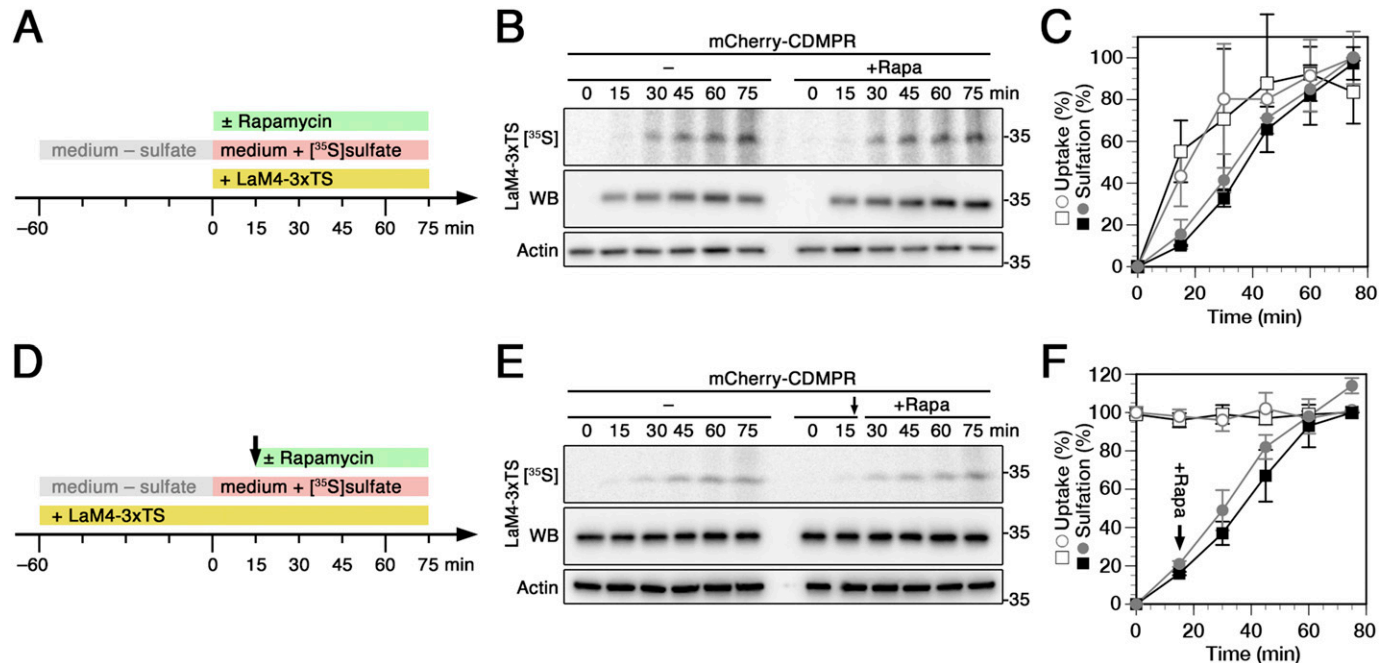 A
± Rapamycin
medium – sulfate
medium + [³⁵S]sulfate
+ LaM4-3xTS
–60 0 15 30 45 60 75 min
B
mCherry-CDMPR
– +Rapa
0 15 30 45 60 75 0 15 30 45 60 75 min
LaM4-3xTS
[³⁵S] -35
WB -35
Actin -35
C
Uptake (%)
Sulfation (%)
100
80
60
40
20
0
0 20 40 60 80
Time (min)
D
± Rapamycin
medium – sulfate
medium + [³⁵S]sulfate
+ LaM4-3xTS
–60 0 15 30 45 60 75 min
E
mCherry-CDMPR
– +Rapa
0 15 30 45 60 75 0 15 30 45 60 75 min
LaM4-3xTS
[³⁵S] -35
WB -35
Actin -35
F
Uptake (%)
Sulfation (%)
120
100
80
60
40
20
0
+Rapa
0 20 40 60 80
Time (min)